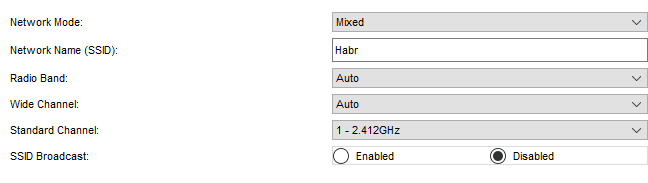 Network Mode: Mixed
Network Name (SSID): Habr
Radio Band: Auto
Wide Channel: Auto
Standard Channel: 1 - 2.412GHz
SSID Broadcast: Enabled Disabled